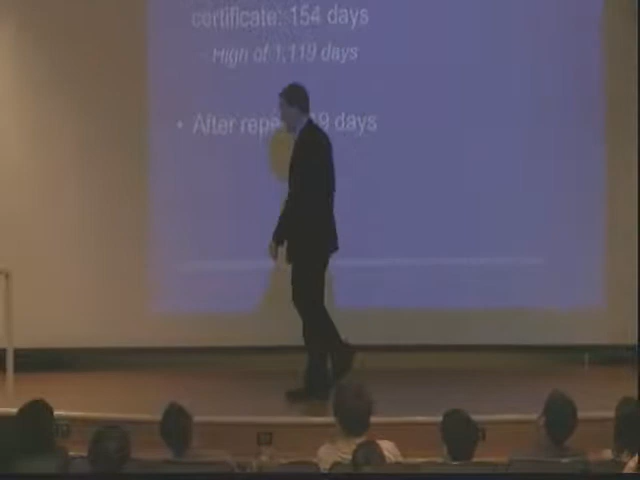 certificate: 154 days
High of 1,119 days
• After repe 9 days